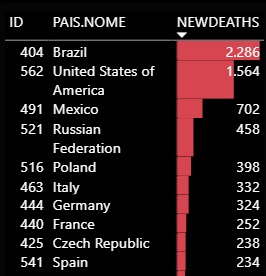 ID PAIS.NOME NEWDEATHS
404 Brazil 2.286
562 United States of 1.564
America
491 Mexico 702
521 Russian 458
Federation
516 Poland 398
463 Italy 332
444 Germany 324
440 France 252
425 Czech Republic 238
541 Spain 234